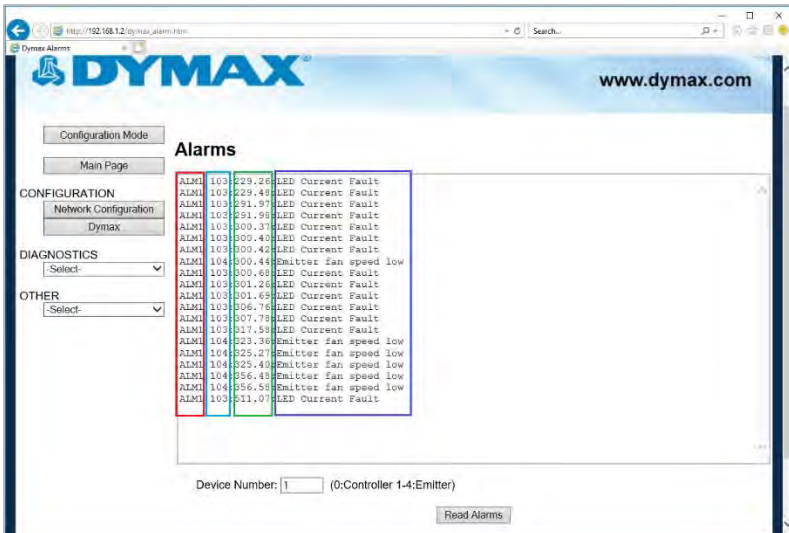 http://192.168.1.2/dymax_alarm.htm
Search...
Dymax Alarms
DYMAX
www.dymax.com
Configuration Mode
Alarms
Main Page
CONFIGURATION
Network Configuration
Dymax
DIAGNOSTICS
-Select-
OTHER
-Select-
ALM1 103:229.26:LED Current Fault
ALM1 103:229.48:LED Current Fault
ALM1 103:291.97:LED Current Fault
ALM1 103:291.98:LED Current Fault
ALM1 103:300.37:LED Current Fault
ALM1 103:300.40:LED Current Fault
ALM1 103:300.42:LED Current Fault
ALM1 104:300.44:Emitter fan speed low
ALM1 103:300.68:LED Current Fault
ALM1 103:301.26:LED Current Fault
ALM1 103:301.69:LED Current Fault
ALM1 103:306.76:LED Current Fault
ALM1 103:307.78:LED Current Fault
ALM1 103:317.58:LED Current Fault
ALM1 104:323.36:Emitter fan speed low
ALM1 104:325.27:Emitter fan speed low
ALM1 104:325.40:Emitter fan speed low
ALM1 104:356.48:Emitter fan speed low
ALM1 104:356.58:Emitter fan speed low
ALM1 103:511.07:LED Current Fault
Device Number: 1 (0:Controller 1-4:Emitter)
Read Alarms